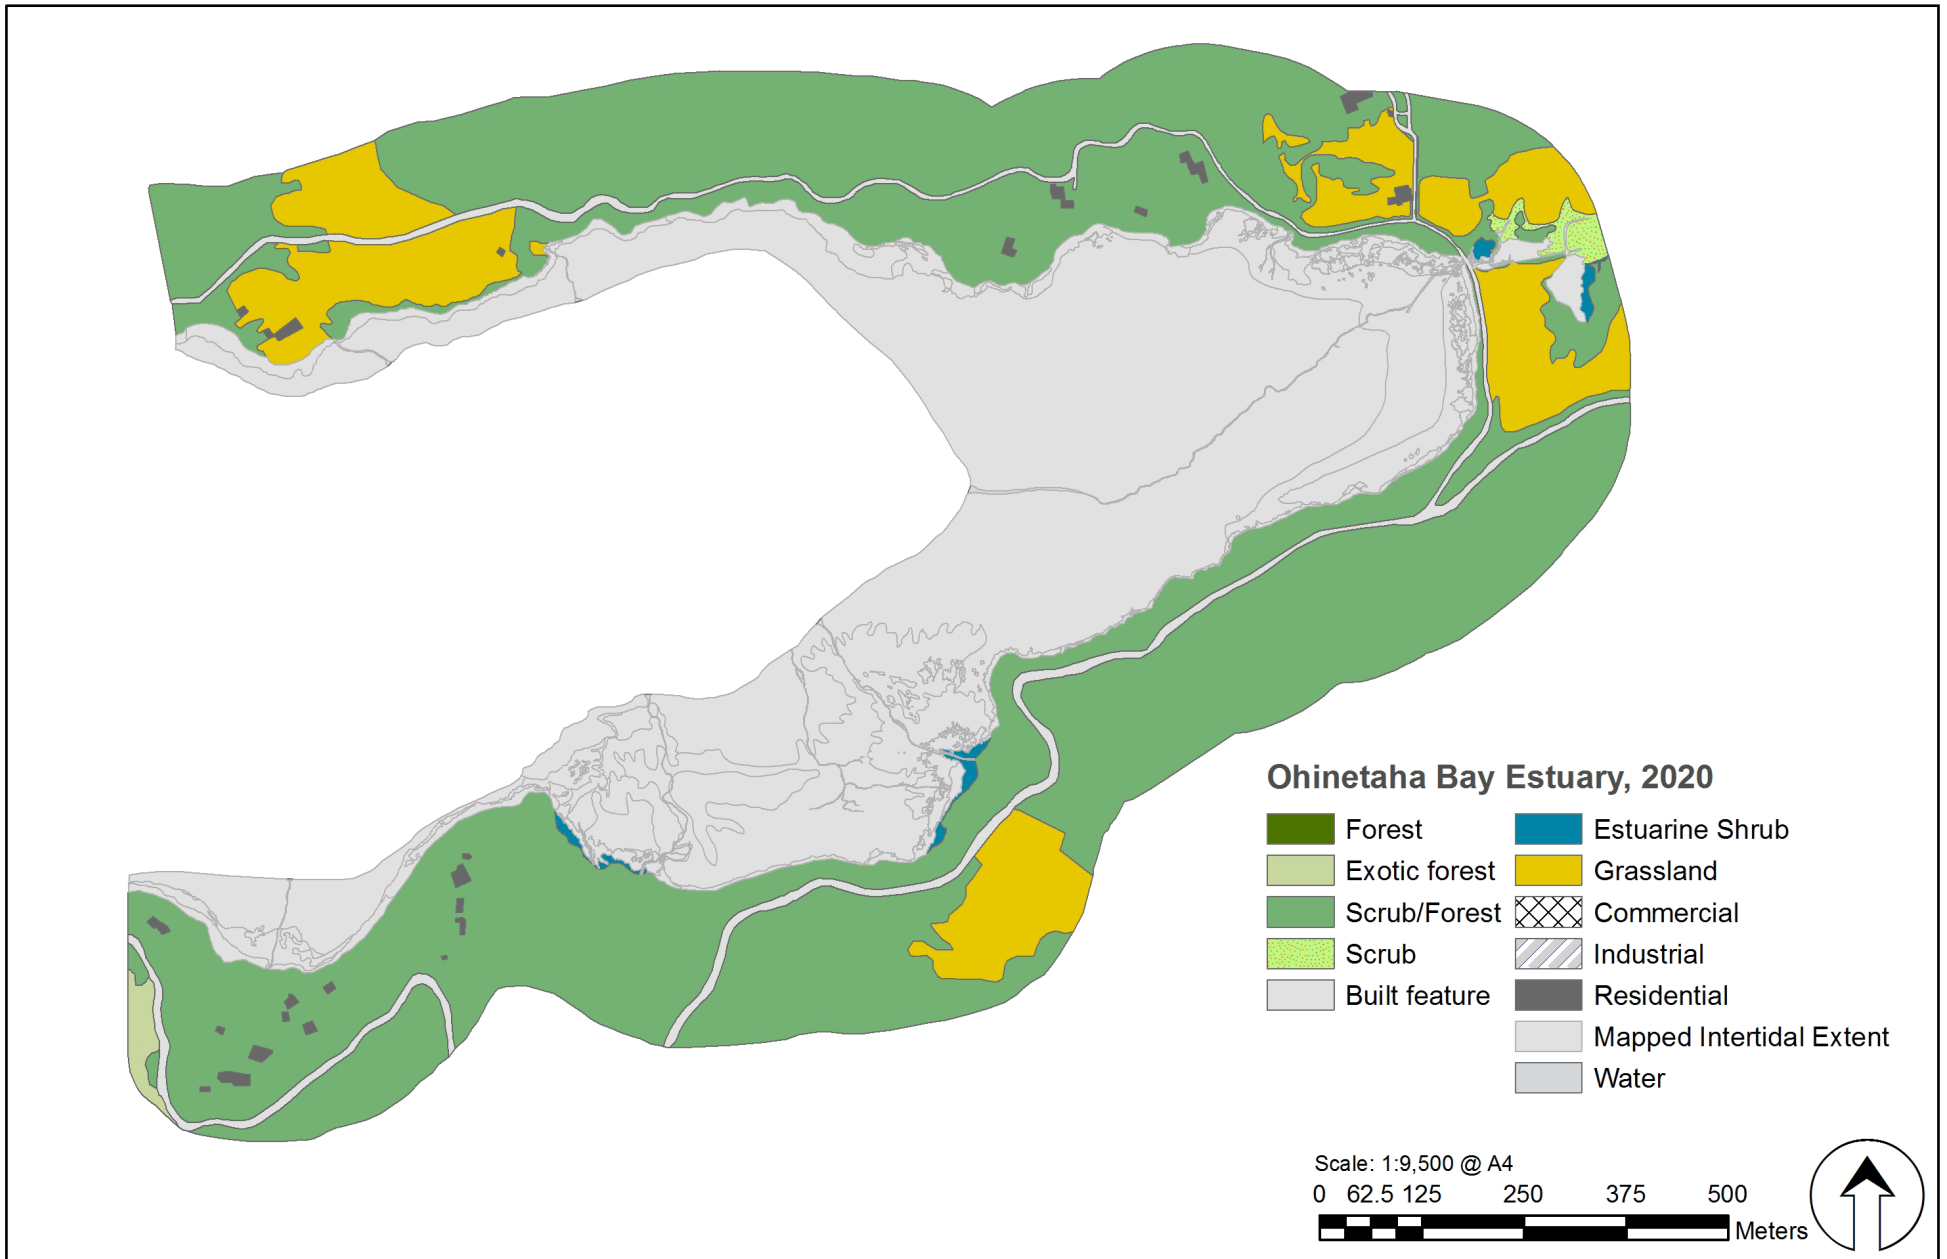 Ohinetaha Bay Estuary, 2020
Forest
Exotic forest
Scrub/Forest
Scrub
Built feature
Estuarine Shrub
Grassland
Commercial
Industrial
Residential
Mapped Intertidal Extent
Water
Scale: 1:9,500 @ A4
0 62.5 125 250 375 500
Meters